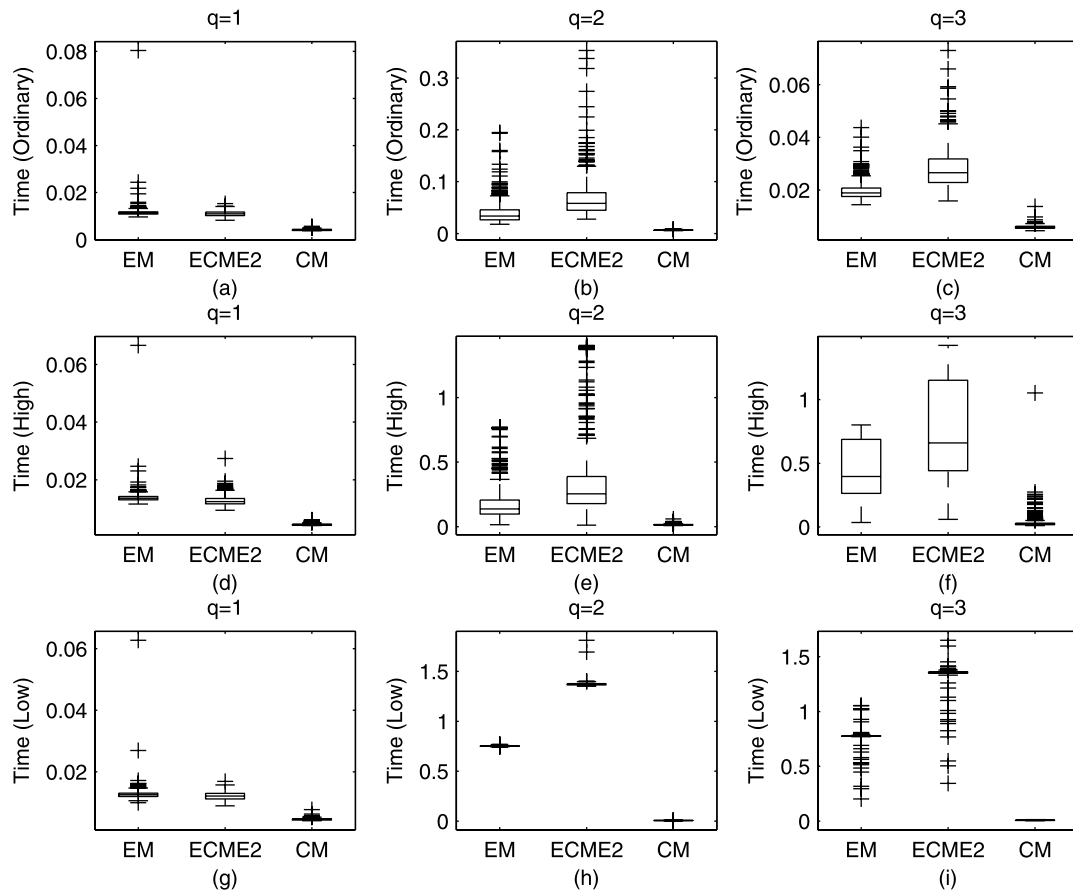 q=1
Time (Ordinary)
0.08
0.06
0.04
0.02
0
EM ECME2 CM
(a)
q=2
Time (Ordinary)
0.3
0.2
0.1
0
EM ECME2 CM
(b)
q=3
Time (Ordinary)
0.06
0.04
0.02
EM ECME2 CM
(c)
q=1
Time (High)
0.06
0.04
0.02
EM ECME2 CM
(d)
q=2
Time (High)
1
0.5
0
EM ECME2 CM
(e)
q=3
Time (High)
1
0.5
0
EM ECME2 CM
(f)
q=1
Time (Low)
0.06
0.04
0.02
EM ECME2 CM
(g)
q=2
Time (Low)
1.5
1
0.5
0
EM ECME2 CM
(h)
q=3
Time (Low)
1.5
1
0.5
0
EM ECME2 CM
(i)